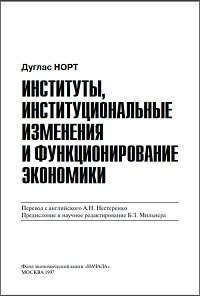 Дуглас НОРТ
ИНСТИТУТЫ,
ИНСТИТУЦИОНАЛЬНЫЕ
ИЗМЕНЕНИЯ
И ФУНКЦИОНИРОВАНИЕ
ЭКОНОМИКИ
Перевод с английского А.Н. Нестеренко
Предисловие и научное редактирование Б.З. Мильнера
Фонд экономической книги «НАЧАЛА»
МОСКВА 1997